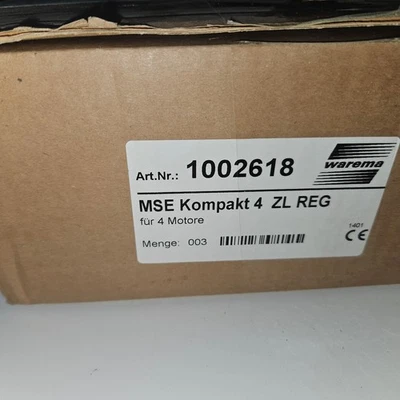 Art.Nr.: 1002618
warema
MSE Kompakt 4 ZL REG
für 4 Motore
Menge: 003
1401
CE